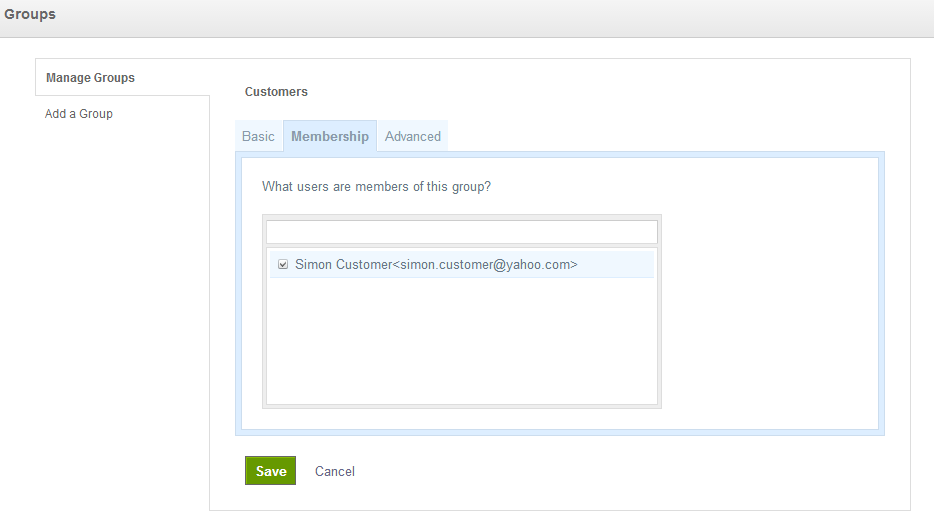 Groups
Manage Groups
Add a Group
Customers
Basic Membership Advanced
What users are members of this group?
Simon Customer<simon.customer@yahoo.com>
Save Cancel